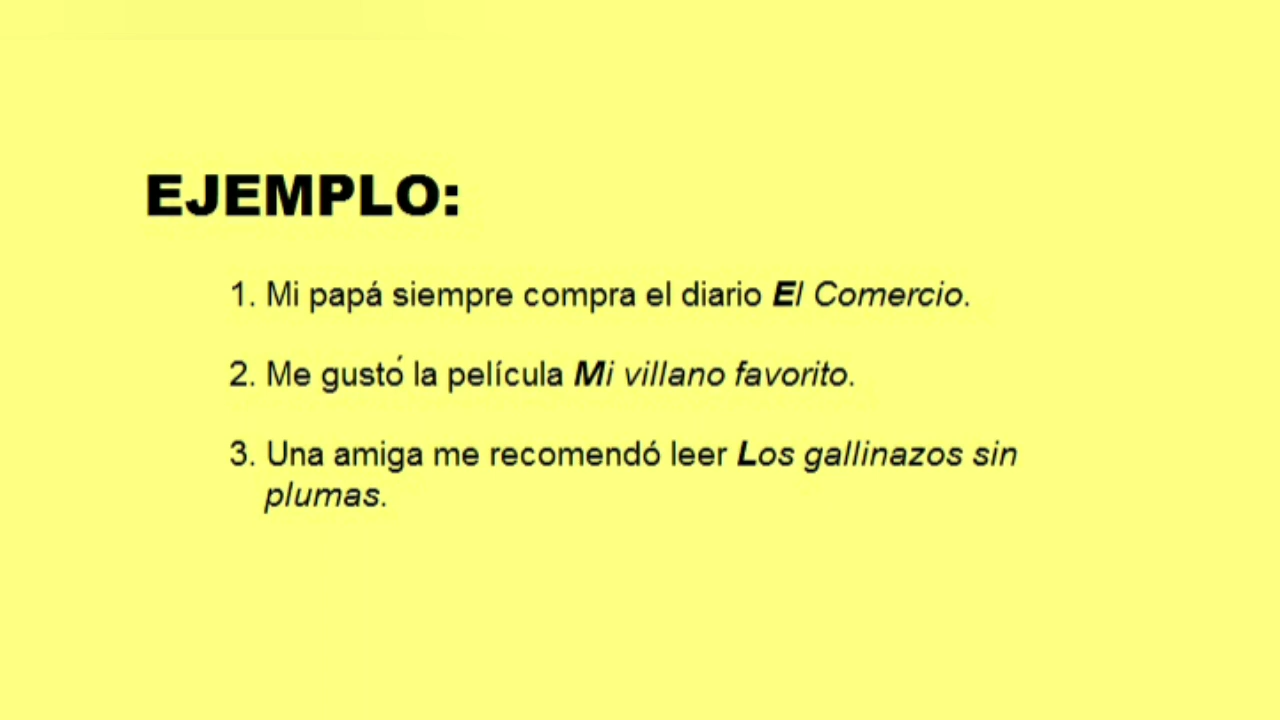 EJEMPLO:
1. Mi papá siempre compra el diario El Comercio.
2. Me gustó la película Mi villano favorito.
3. Una amiga me recomendó leer Los gallinazos sin
plumas.